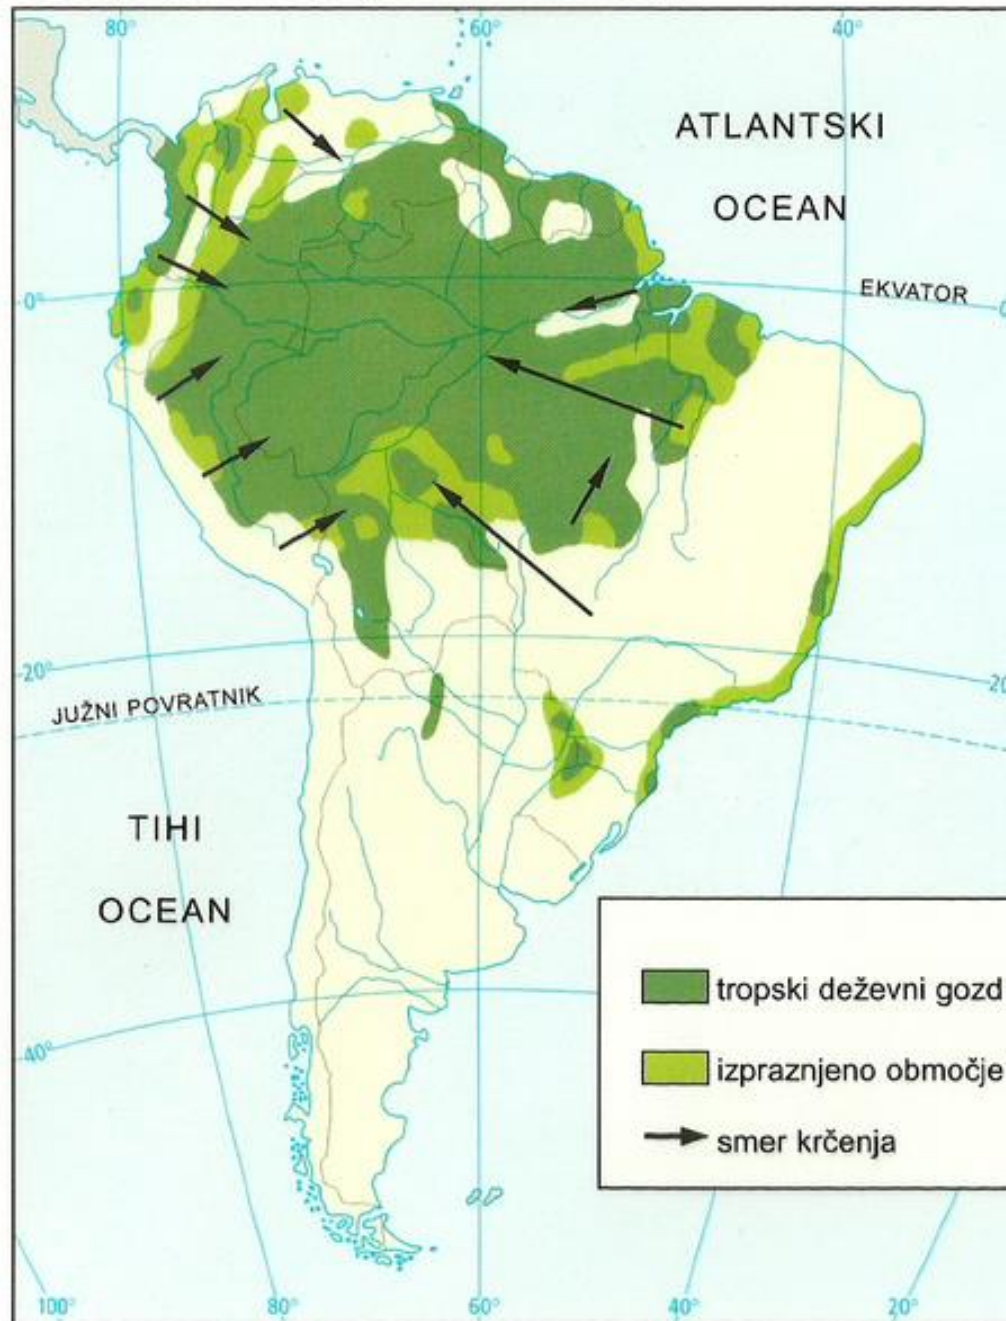 80°
60°
40°
ATLANTSKI
OCEAN
EKVATOR
0°
0
20°
20
JUŽNI POVRATNIK
TIHI
OCEAN
40°
tropski deževni gozd
izpraznjeno območje
smer krčenja
100°
80°
60°
40°
20°